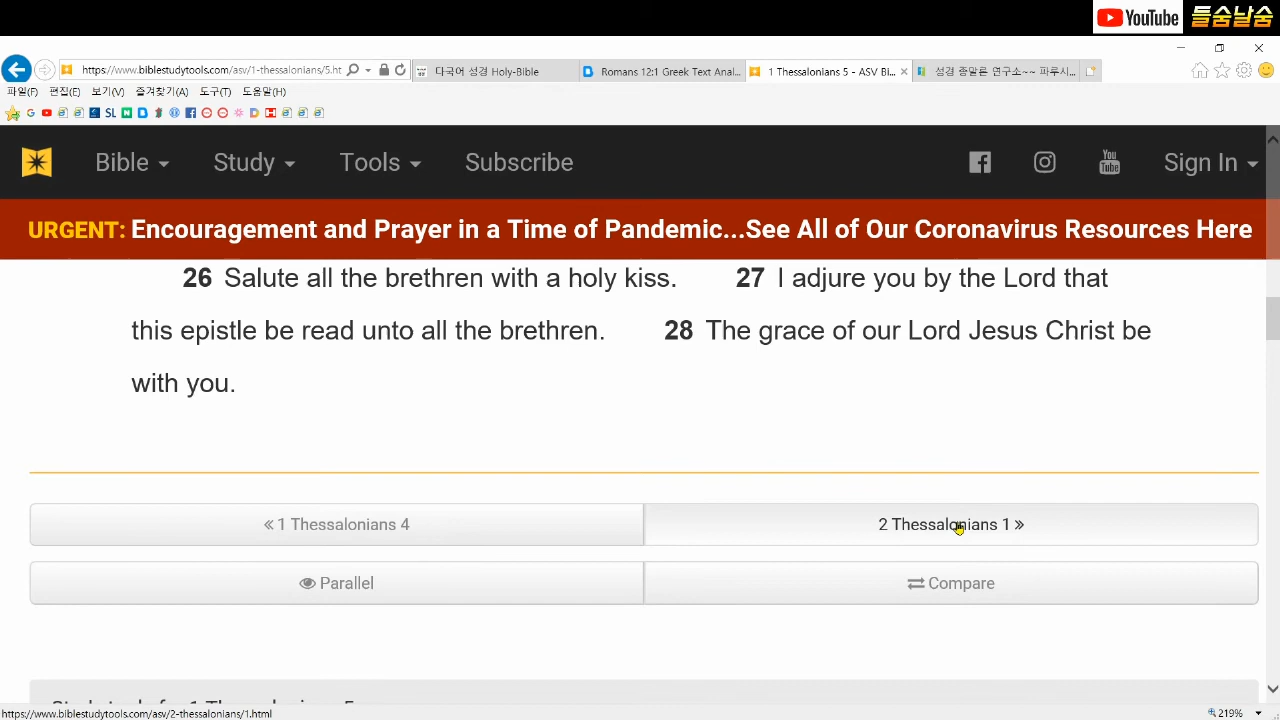 YouTube 들숨날숨
https://www.biblestudytools.com/asv/1-thessalonians/5.ht
다국어 성경 Holy-Bible
Romans 12:1 Greek Text Anal...
1 Thessalonians 5 - ASV Bi...
성경 종말론 연구소~~ 파루시...
파일(F) 편집(E) 보기(V) 즐겨찾기(A) 도구(T) 도움말(H)
Bible Study Tools Subscribe You Tube Sign In
URGENT: Encouragement and Prayer in a Time of Pandemic...See All of Our Coronavirus Resources Here
26 Salute all the brethren with a holy kiss. 27 I adjure you by the Lord that
this epistle be read unto all the brethren. 28 The grace of our Lord Jesus Christ be
with you.
« 1 Thessalonians 4
2 Thessalonians 1 »
Parallel
Compare
https://www.biblestudytools.com/asv/2-thessalonians/1.html
219%